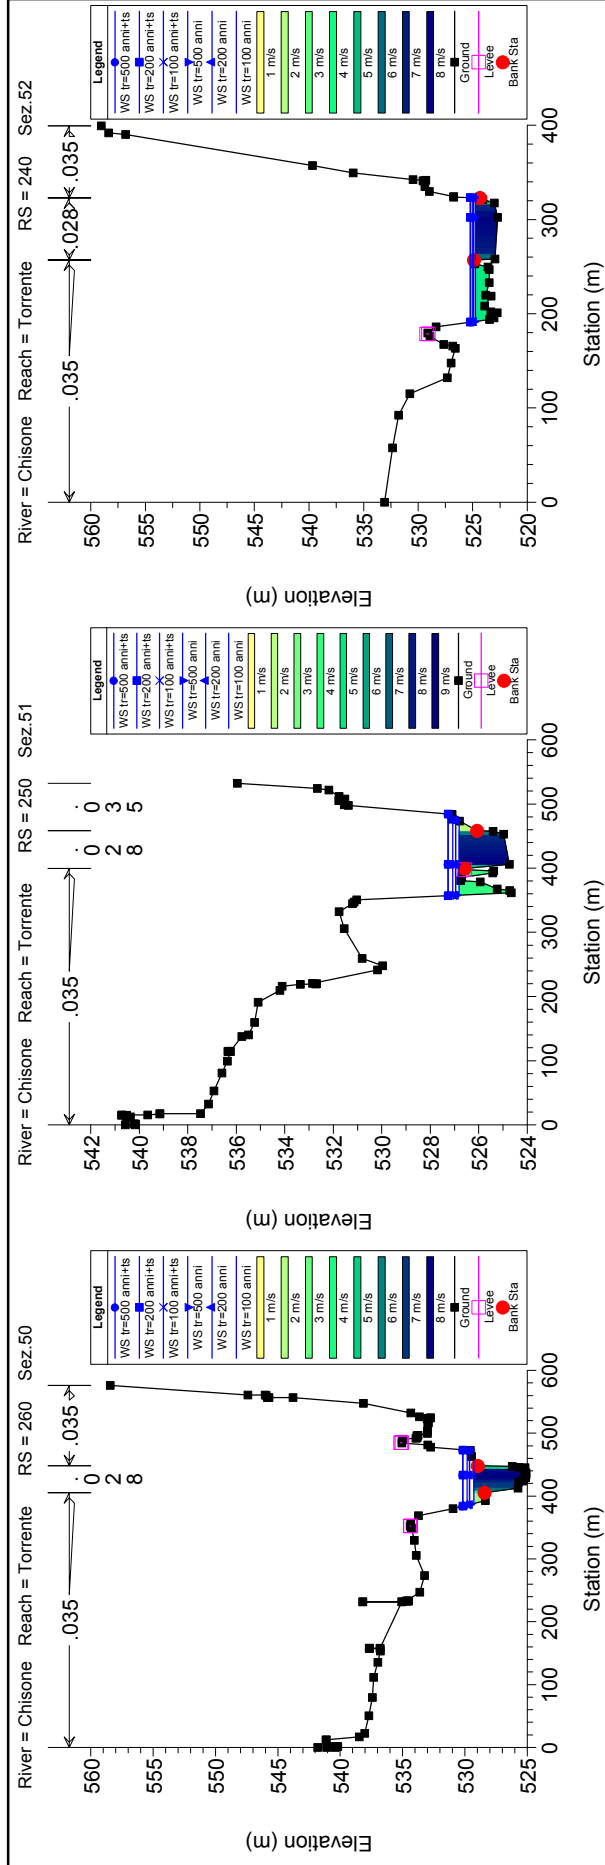 River = Chisone    Reach = Torrente    RS = 260    Sez.50
.035
.028
.035
Elevation (m)
560
555
550
545
540
535
530
525
0
100
200
300
400
500
600
Station (m)
Legend
WS tr=500 anni+ts
WS tr=200 anni+ts
WS tr=100 anni+ts
WS tr=500 anni
WS tr=200 anni
WS tr=100 anni
1 m/s
2 m/s
3 m/s
4 m/s
5 m/s
6 m/s
7 m/s
8 m/s
Ground
Levee
Bank Sta
River = Chisone    Reach = Torrente    RS = 250    Sez.51
.035
.028
.035
Elevation (m)
542
540
538
536
534
532
530
528
526
524
0
100
200
300
400
500
600
Station (m)
Legend
WS tr=500 anni+ts
WS tr=200 anni+ts
WS tr=100 anni+ts
WS tr=500 anni
WS tr=200 anni
WS tr=100 anni
1 m/s
2 m/s
3 m/s
4 m/s
5 m/s
6 m/s
7 m/s
8 m/s
9 m/s
Ground
Levee
Bank Sta
River = Chisone    Reach = Torrente    RS = 240    Sez.52
.035
.028
.035
Elevation (m)
560
555
550
545
540
535
530
525
520
0
100
200
300
400
Station (m)
Legend
WS tr=500 anni+ts
WS tr=200 anni+ts
WS tr=100 anni+ts
WS tr=500 anni
WS tr=200 anni
WS tr=100 anni
1 m/s
2 m/s
3 m/s
4 m/s
5 m/s
6 m/s
7 m/s
8 m/s
Ground
Levee
Bank Sta